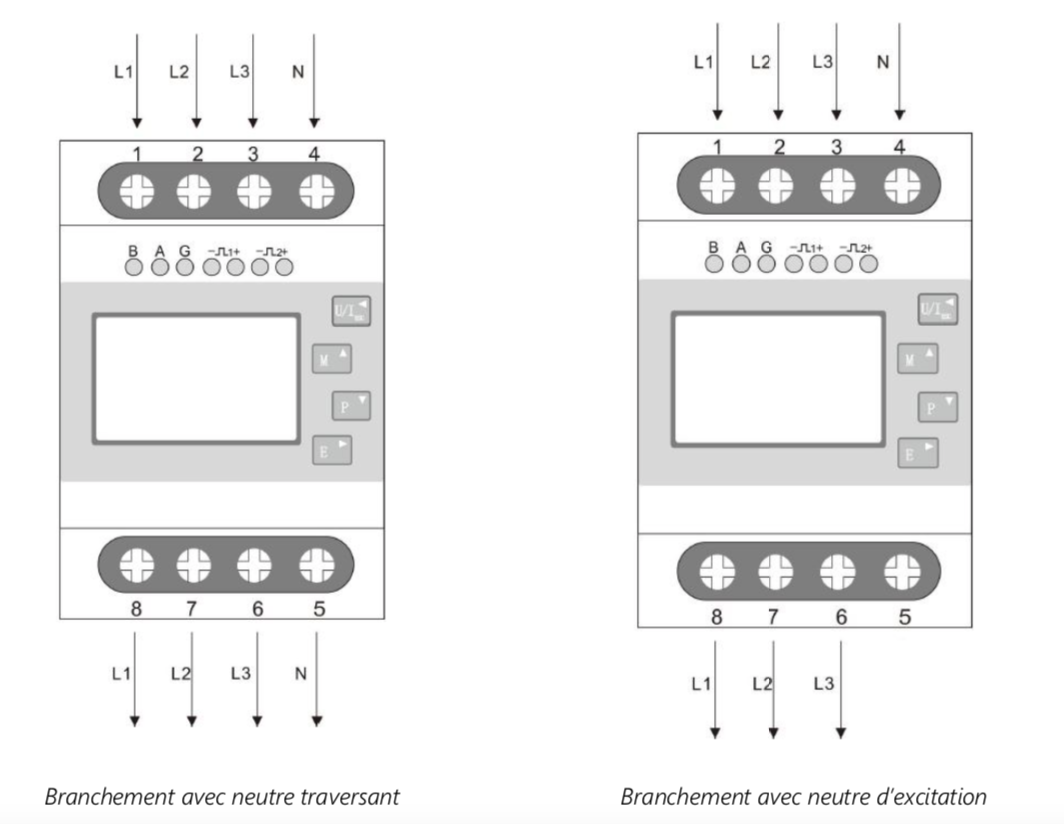 L1 L2 L3 N
1 2 3 4
B A G - 1+ - 2+
U/I
M
P
E
8 7 6 5
L1 L2 L3 N
Branchement avec neutre traversant
L1 L2 L3 N
1 2 3 4
B A G - 1+ - 2+
U/I
M
P
E
8 7 6 5
L1 L2 L3
Branchement avec neutre d'excitation